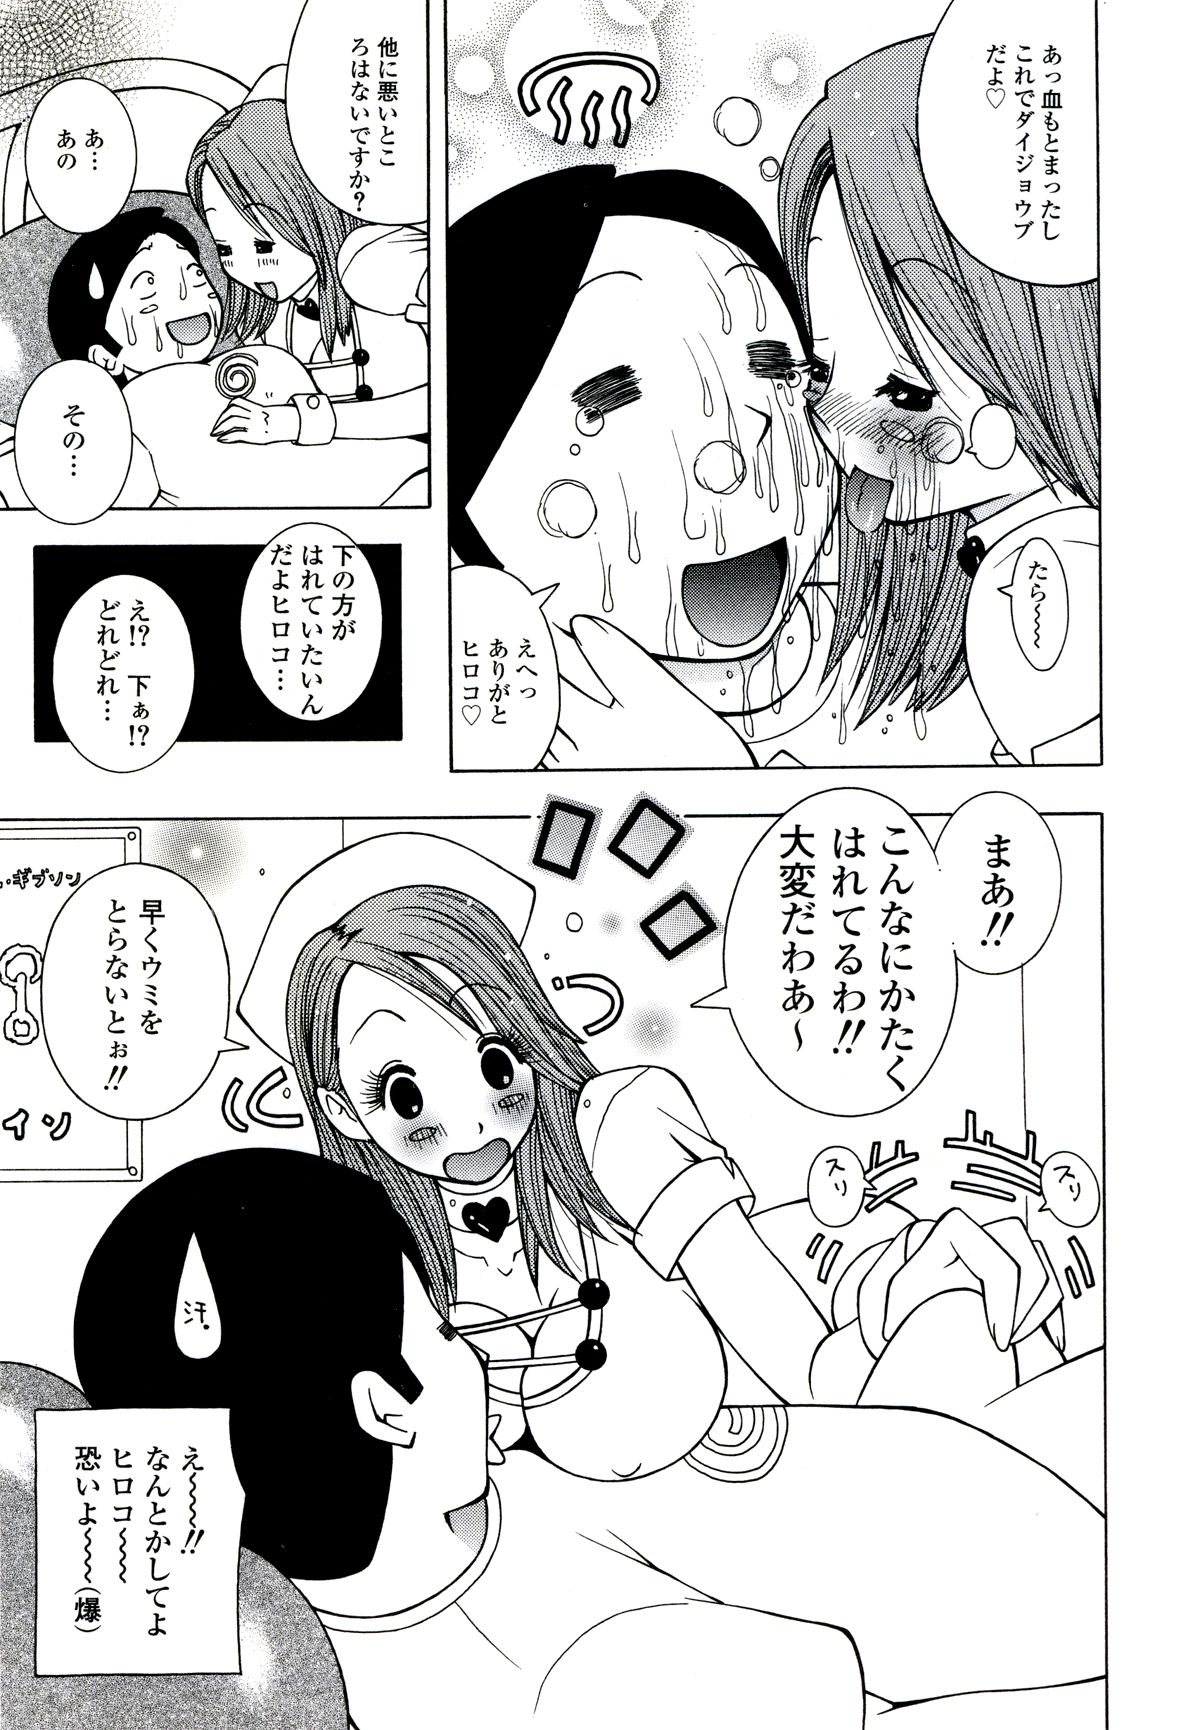 あっ血もとまったし
これでダイジョウブ
だよ♡
たら〜〜〜
えへっ
ありがと
ヒロコ♡
他に悪いとこ
ろはないですか?
あ…
あの
その…
下の方が
はれていたいん
だよヒロコ…
え!? 下ぁ!?
どれどれ…
まあ!!
こんなにかたく
はれてるわ!!
大変だわあ〜
スリ
スリ
早くウミを
とらないとぉ!!
ギブソン
イン
汗。
え〜〜〜!!
なんとかしてよ
ヒロコ〜〜〜
恐いよ〜〜〜(爆)